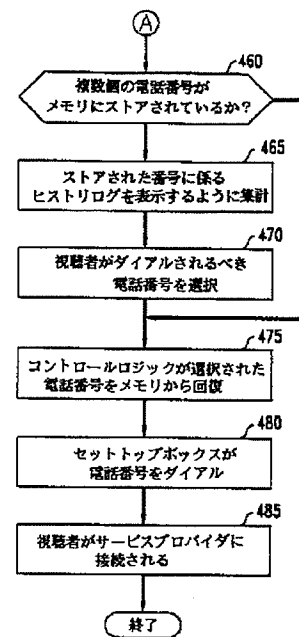 A
460
複数個の電話番号が
メモリにストアされているか?
465
ストアされた番号に係る
ヒストリログを表示するように集計
470
視聴者がダイアルされるべき
電話番号を選択
475
コントロールロジックが選択された
電話番号をメモリから回復
480
セットトップボックスが
電話番号をダイアル
485
視聴者がサービスプロバイダに
接続される
終了